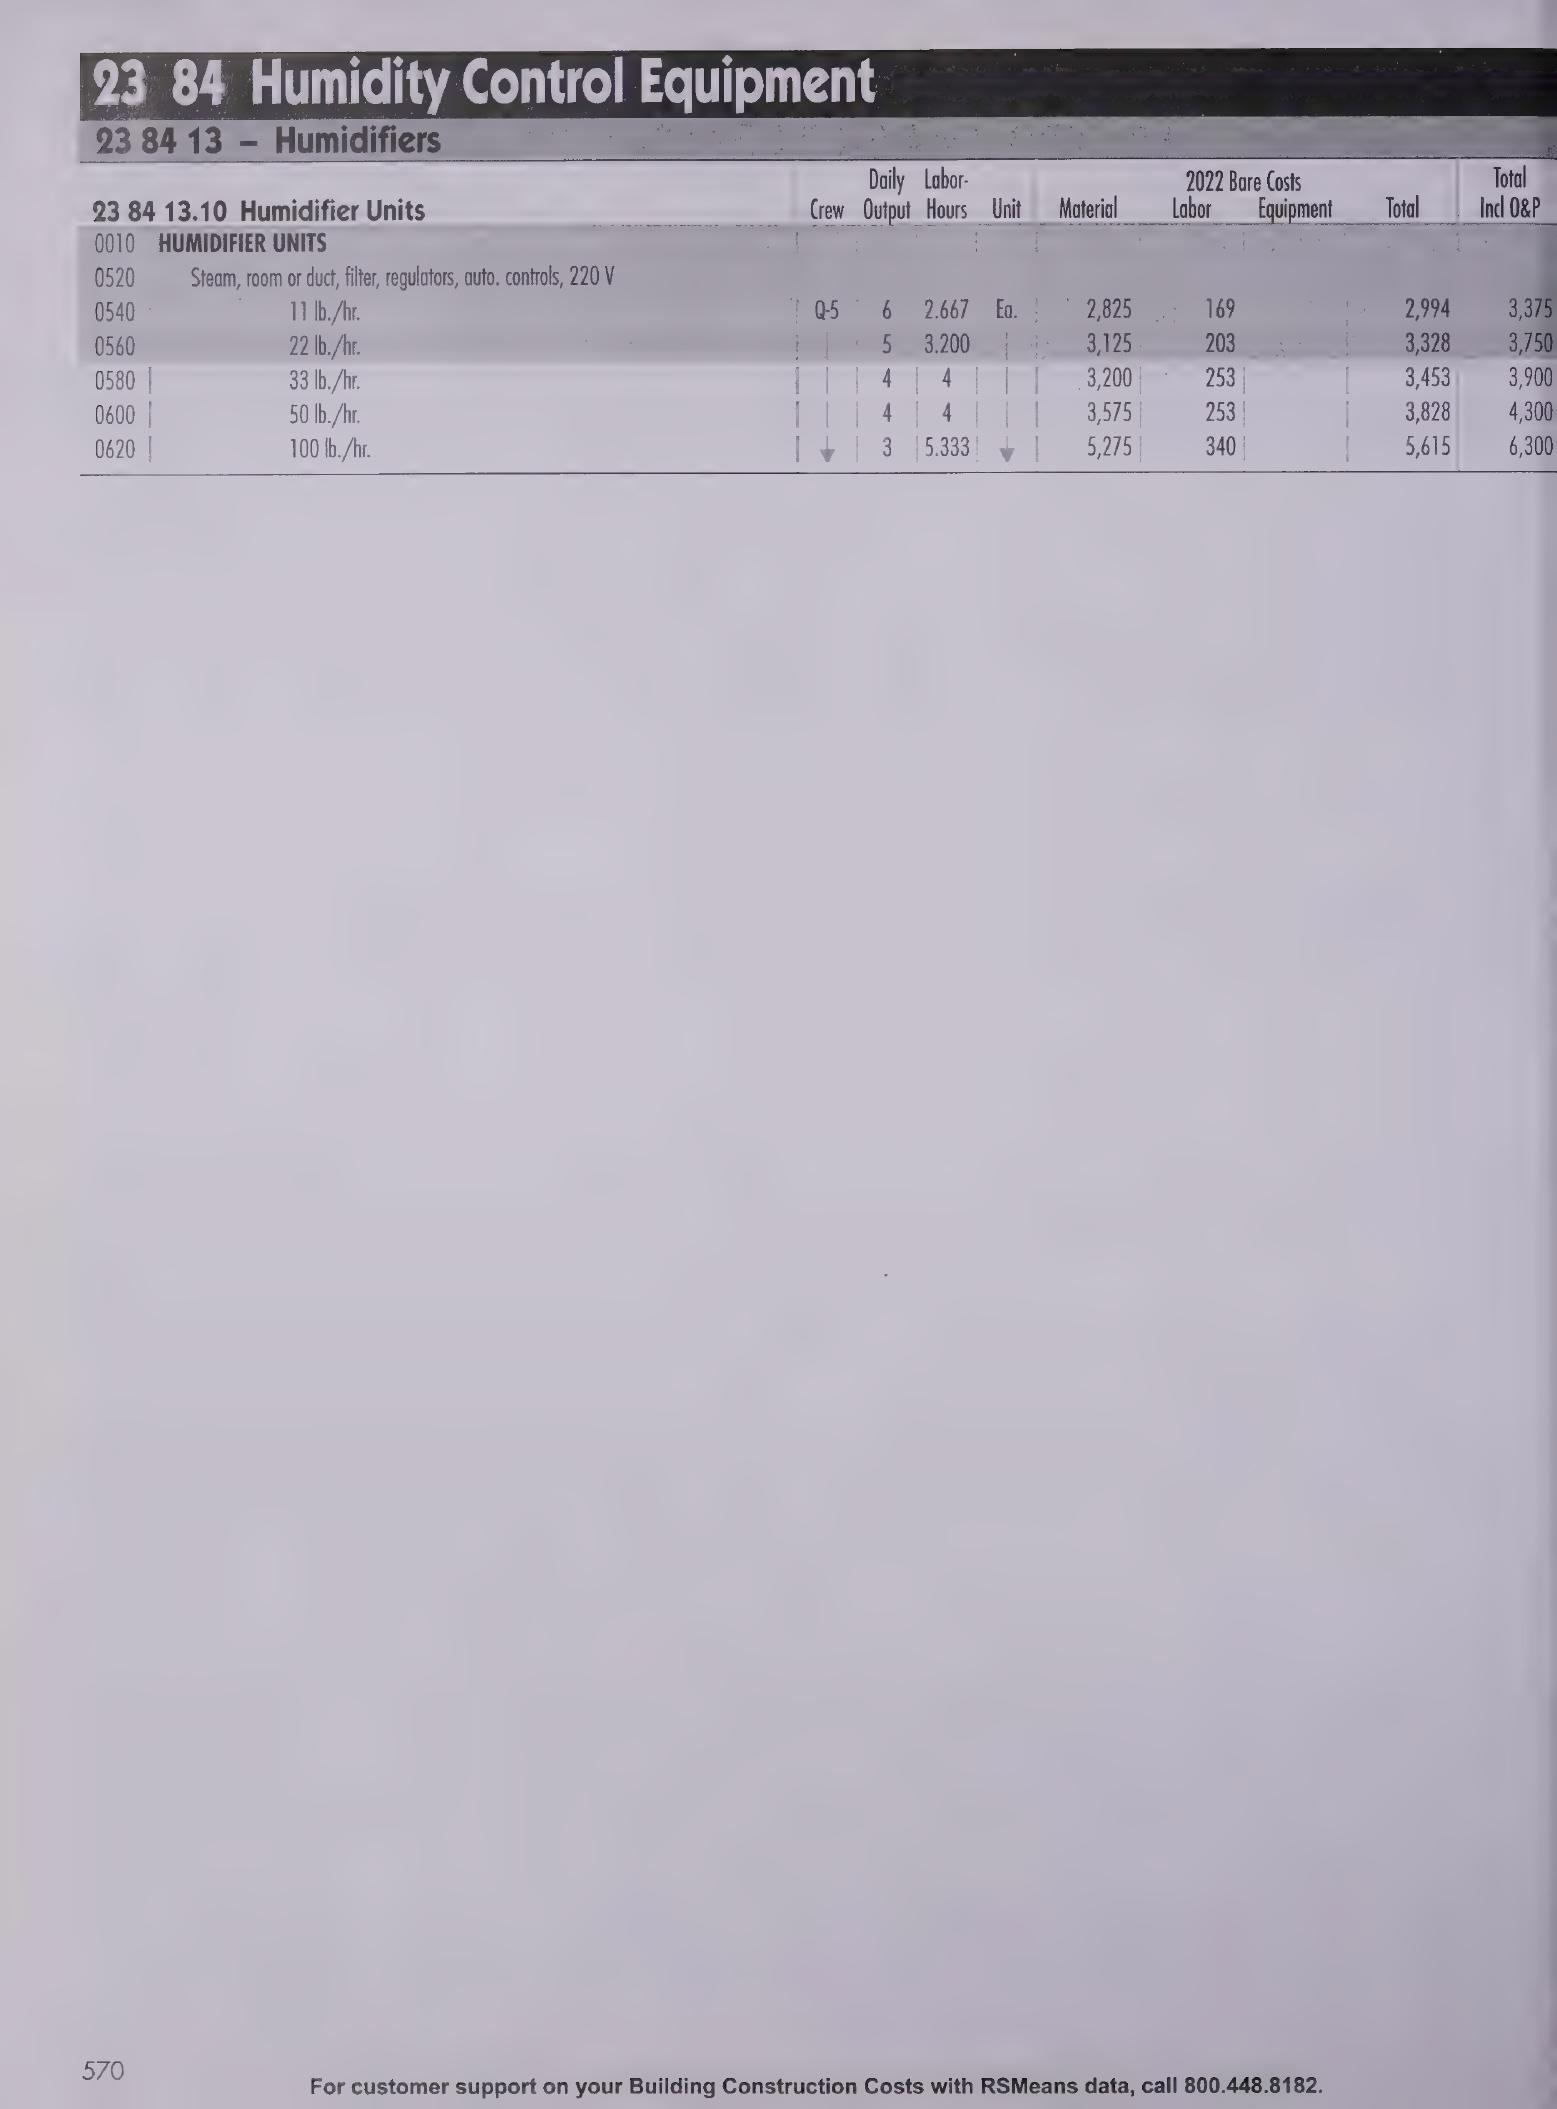 23 84 Humidity Control Equipment
23 84 13 – Humidifiers
23 84 13.10 Humidifier Units Crew Daily Output Labor-Hours Unit Material 2022 Bare Costs Labor Equipment Total Total Incl O&P
0010 HUMIDIFIER UNITS
0520 Steam, room or duct, filter, regulators, auto. controls, 220 V
0540 11 lb./hr. Q-5 6 2.667 Ea. 2,825 169 2,994 3,375
0560 22 lb./hr. 5 3.200 3,125 203 3,328 3,750
0580 33 lb./hr. 4 4 3,200 253 3,453 3,900
0600 50 lb./hr. 4 4 3,575 253 3,828 4,300
0620 100 lb./hr. 3 5.333 5,275 340 5,615 6,300
570
For customer support on your Building Construction Costs with RSMeans data, call 800.448.8182.